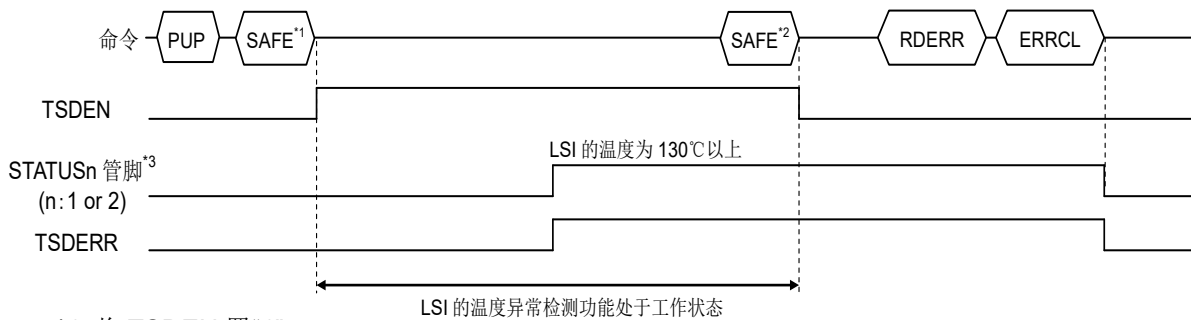 命令 PUP SAFE*1 SAFE*2 RDERR ERRCL
TSDEN
LSI 的温度为 130℃以上
STATUSn 管脚*3
(n:1 or 2)
TSDERR
LSI 的温度异常检测功能处于工作状态